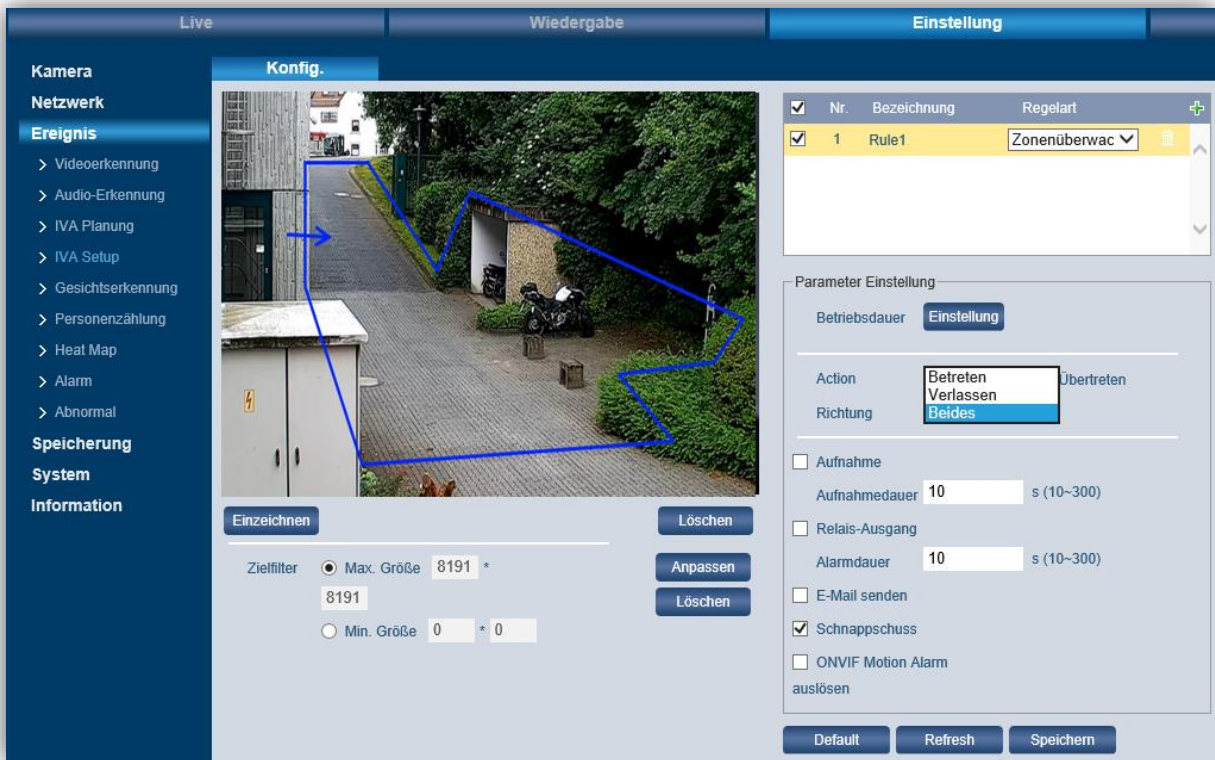 Live
Wiedergabe
Einstellung
Kamera
Netzwerk
Ereignis
Videoerkennung
Audio-Erkennung
IVA Planung
IVA Setup
Gesichtserkennung
Personenzählung
Heat Map
Alarm
Abnormal
Speicherung
System
Information
Konfig.
Einzeichnen
Löschen
Zielfilter Max. Größe 8191 *
8191
Min. Größe 0 * 0
Anpassen
Löschen
Nr. Bezeichnung Regelart
1 Rule1 Zonenüberwac
Parameter Einstellung
Betriebsdauer Einstellung
Action Übertreten
Richtung
Betreten
Verlassen
Beides
Aufnahme
Aufnahmedauer 10 s (10~300)
Relais-Ausgang
Alarmdauer 10 s (10~300)
E-Mail senden
Schnappschuss
ONVIF Motion Alarm
auslösen
Default Refresh Speichern